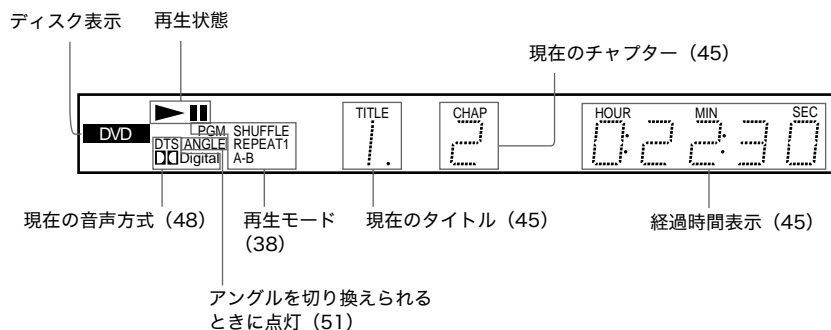 ディスク表示
再生状態
現在のチャプター（45）
DVD
PGM SHUFFLE
DTS ANGLE REPEAT1
Digital A-B
TITLE
1.
CHAP
2
HOUR MIN SEC
0:22:30
現在の音声方式（48）
再生モード
（38）
現在のタイトル（45）
経過時間表示（45）
アングルを切り換えられる
ときに点灯（51）